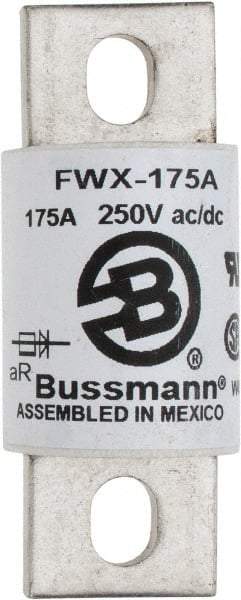 FWX-175A
175A 250V ac/dc
B
®
aR
Bussmann®
ASSEMBLED IN MEXICO